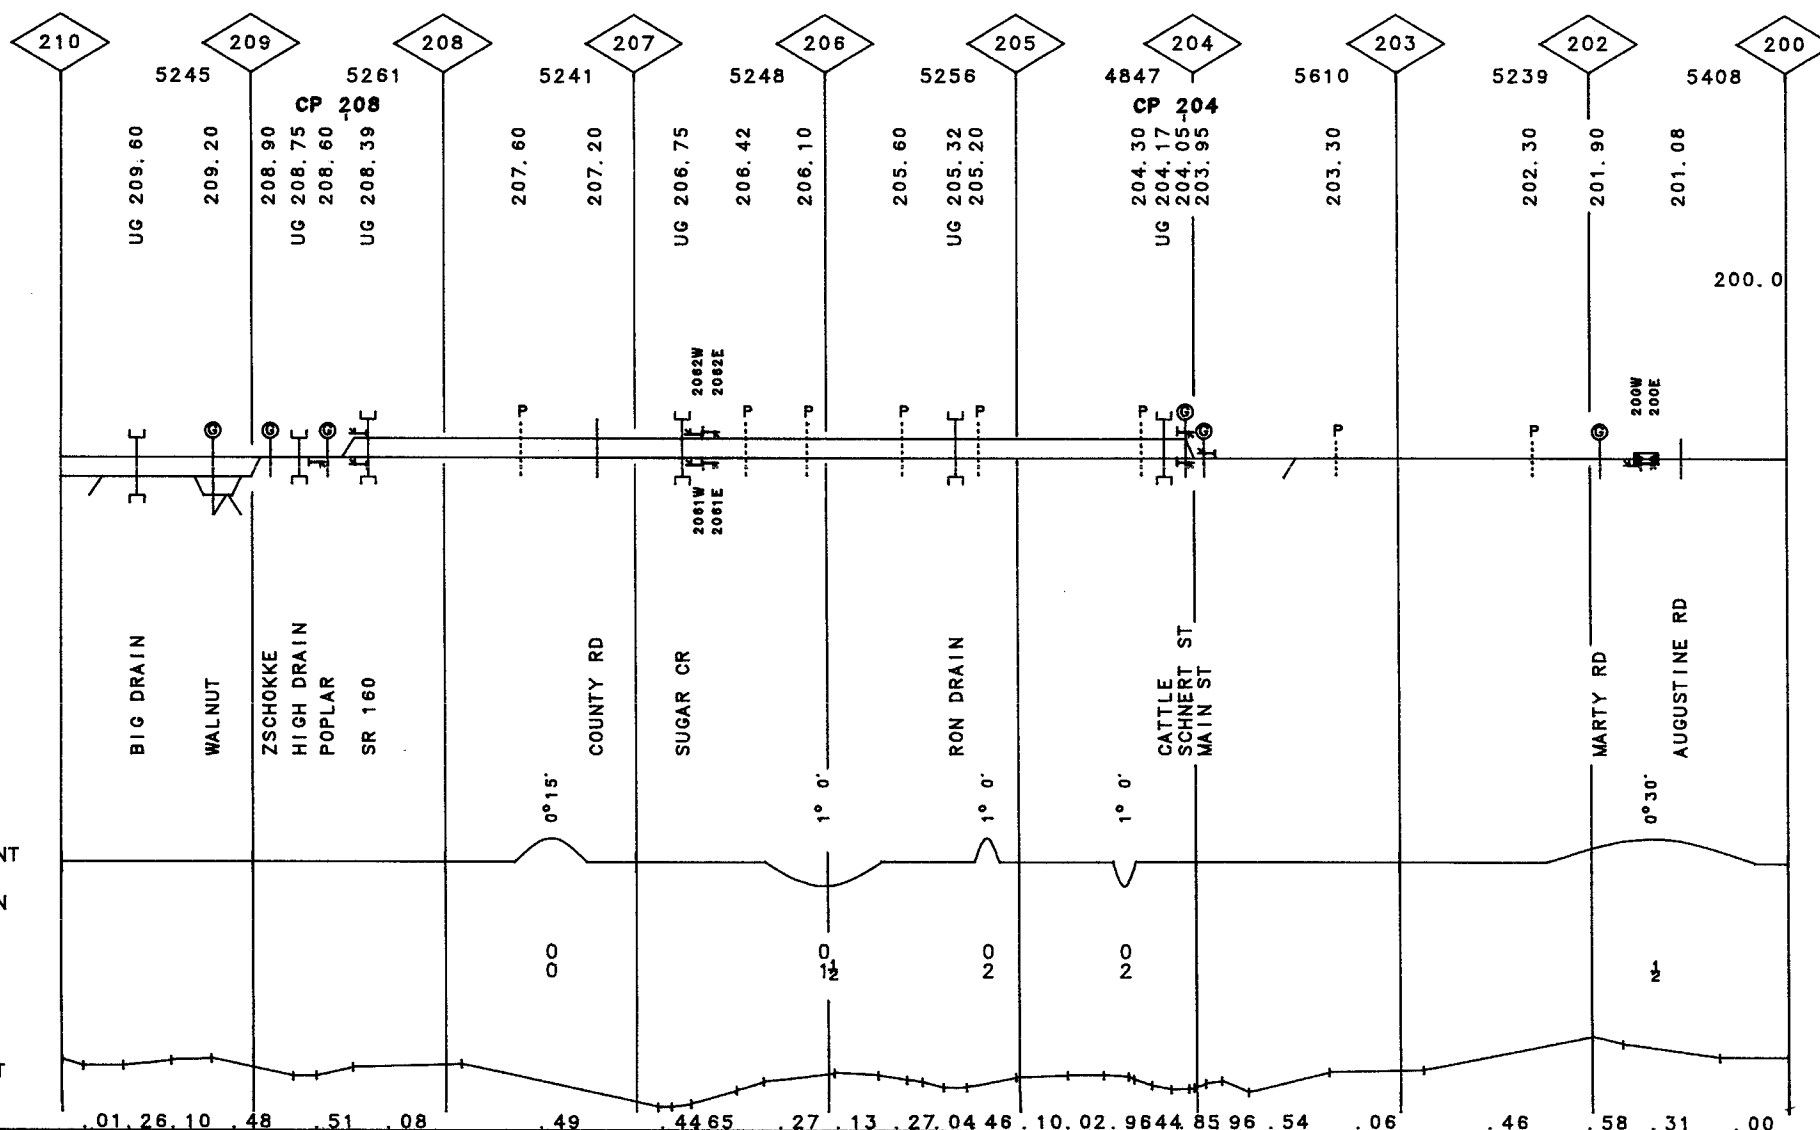 210 209 208 207 206 205 204 203 202 200
5245 5261 5241 5248 5256 4847 5610 5239 5408
CP 208
CP 204
UG 209.60
209.20
208.90
UG 208.75
208.60
UG 208.39
207.60
207.20
UG 206.75
206.42
206.10
205.60
UG 205.32
205.20
204.30
UG 204.17
204.05
203.95
203.30
202.30
201.90
201.08
200.0
2062W
2062E
200W
200E
G G G P P P P P P G G P P G
2061W
2061E
BIG DRAIN
WALNUT
ZSCHOKKE
HIGH DRAIN
POPLAR
SR 160
COUNTY RD
SUGAR CR
RON DRAIN
CATTLE
SCHNERT ST
MAIN ST
MARTY RD
AUGUSTINE RD
0°15' 1° 0' 1° 0' 1° 0' 0°30'
NT
N
0 0 0 0
0 1½ 2 2 ½
T
.01 .26 .10 .48 .51 .08 .49 .44 65 .27 .13 .27 .04 46 .10 .02 .96 44 .85 96 .54 .06 .46 .58 .31 .00